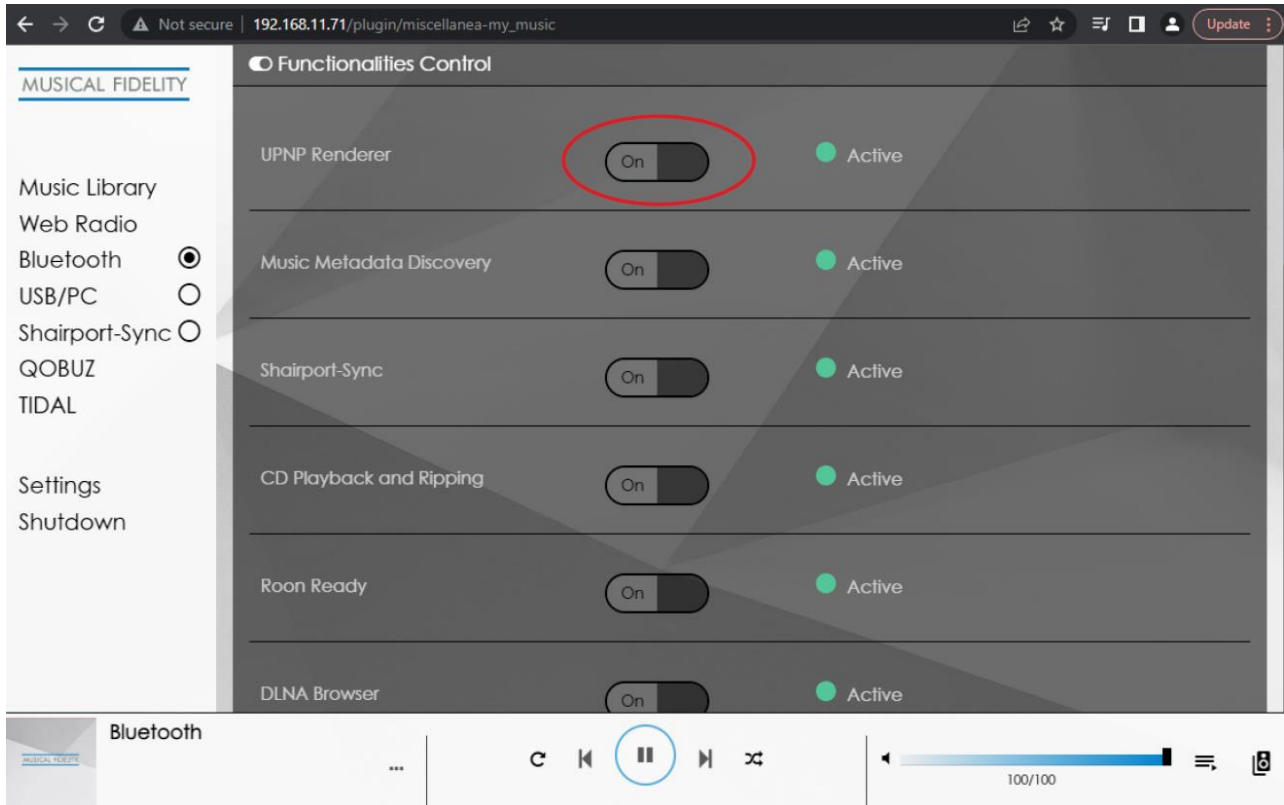 Not secure | 192.168.11.71/plugin/miscellanea-my_music
Update
MUSICAL FIDELITY
Music Library
Web Radio
Bluetooth
USB/PC
Shairport-Sync
QOBUZ
TIDAL
Settings
Shutdown
Functionalities Control
UPNP Renderer On Active
Music Metadata Discovery On Active
Shairport-Sync On Active
CD Playback and Ripping On Active
Roon Ready On Active
DLNA Browser On Active
MUSICAL FIDELITY
Bluetooth
...
100/100